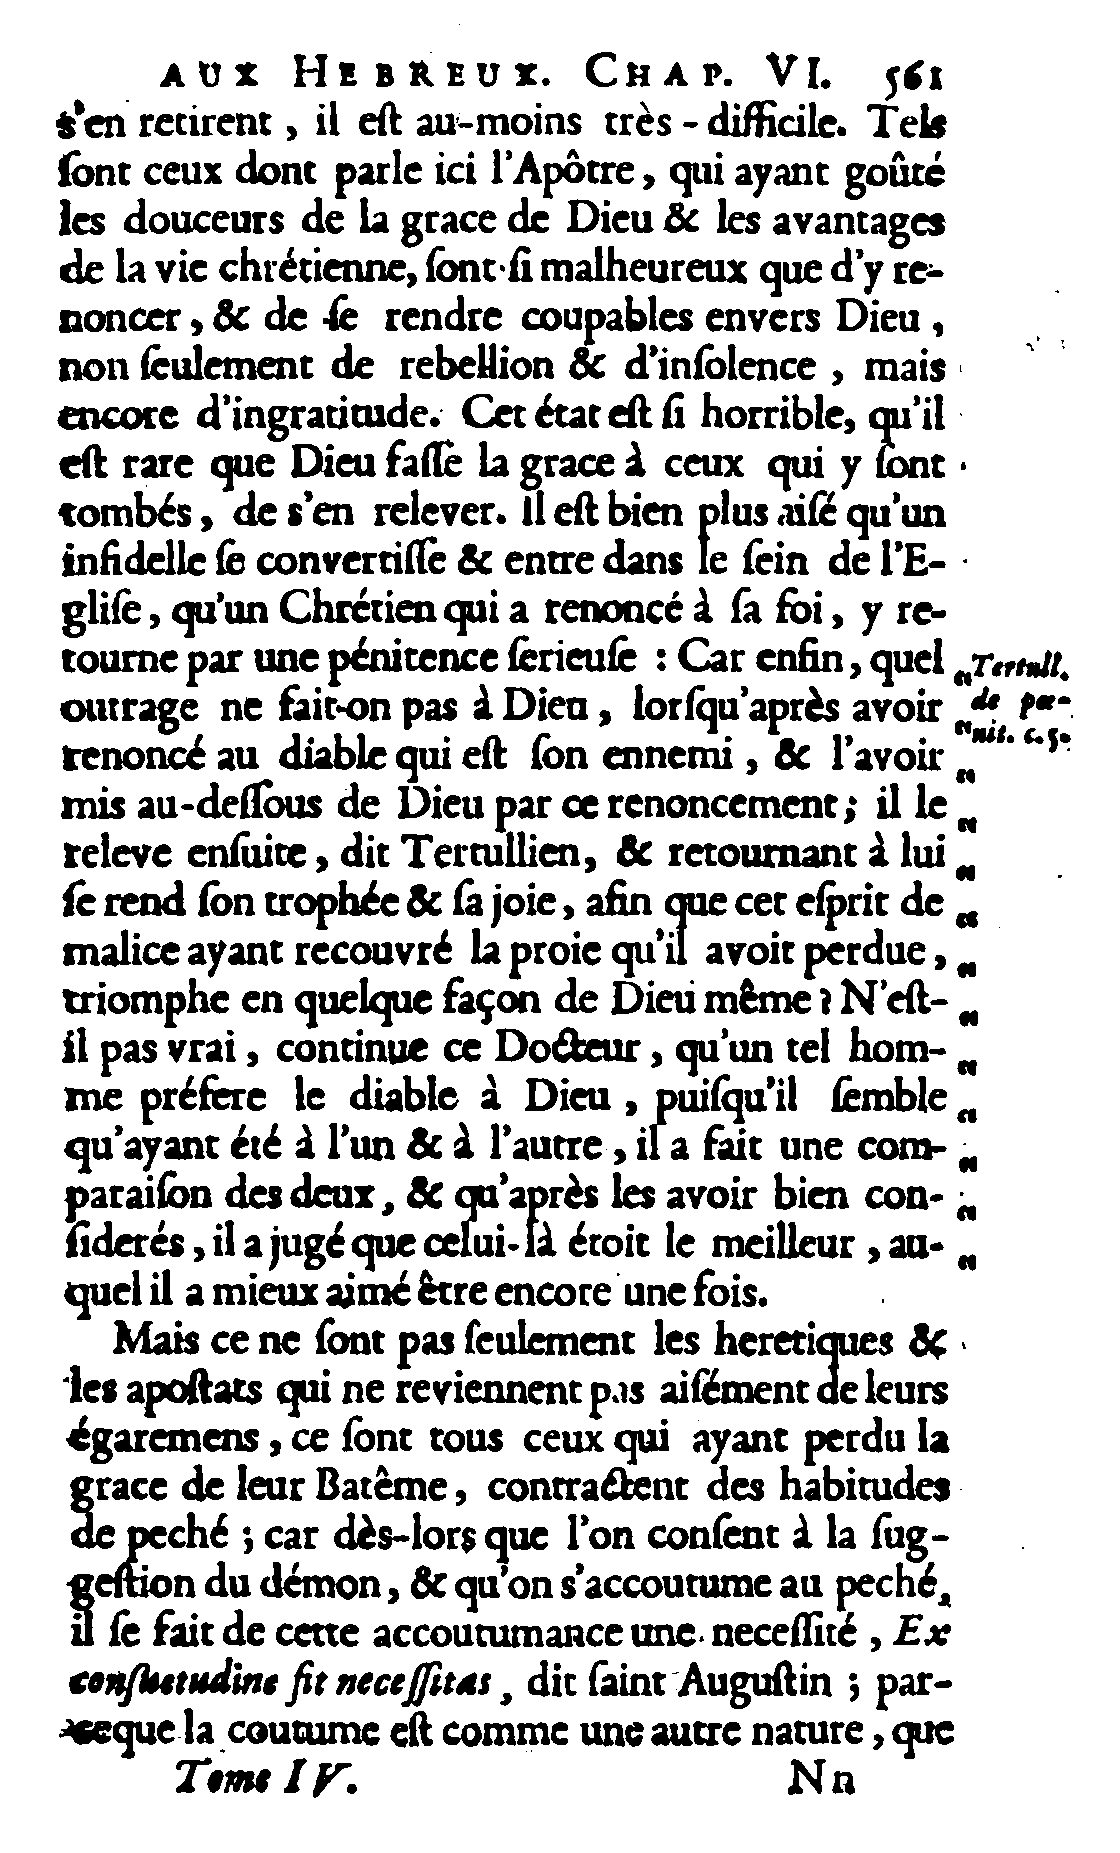 AUX HEBREUX. CHAP. VI. 561
s'en retirent, il eſt au-moins très-difficile. Tels
ſont ceux dont parle ici l'Apôtre, qui ayant goûté
les douceurs de la grace de Dieu & les avantages
de la vie chrétienne, ſont ſi malheureux que d'y re-
noncer, & de ſe rendre coupables envers Dieu,
non ſeulement de rebellion & d'inſolence, mais
encore d'ingratitude. Cet état eſt ſi horrible, qu'il
eſt rare que Dieu faſſe la grace à ceux qui y ſont
tombés, de s'en relever. Il eſt bien plus aiſé qu'un
infidelle ſe convertiſſe & entre dans le ſein de l'E-
gliſe, qu'un Chrétien qui a renoncé à ſa foi, y re-
tourne par une pénitence ſerieuſe : Car enfin, quel
outrage ne fait-on pas à Dieu, lorſqu'après avoir
renoncé au diable qui eſt ſon ennemi, & l'avoir
mis au-deſſous de Dieu par ce renoncement; il le
releve enſuite, dit Tertullien, & retournant à lui
ſe rend ſon trophée & ſa joie, afin que cet eſprit de
malice ayant recouvré la proie qu'il avoit perdue,
triomphe en quelque façon de Dieu même? N'eſt-
il pas vrai, continue ce Docteur, qu'un tel hom-
me préfere le diable à Dieu, puiſqu'il ſemble
qu'ayant été à l'un & à l'autre, il a fait une com-
paraiſon des deux, & qu'après les avoir bien con-
ſiderés, il a jugé que celui-là étoit le meilleur, au-
quel il a mieux aimé être encore une fois.
Mais ce ne ſont pas ſeulement les heretiques &
les apoſtats qui ne reviennent pas aiſément de leurs
égaremens, ce ſont tous ceux qui ayant perdu la
grace de leur Batême, contractent des habitudes
de peché ; car dès-lors que l'on conſent à la ſug-
geſtion du démon, & qu'on s'accoutume au peché,
il ſe fait de cette accoutumance une neceſſité, Ex
conſuetudine fit neceſſitas, dit ſaint Auguſtin ; par-
ceque la coutume eſt comme une autre nature, que
Tome IV. Nn
Tertull.
de pœ-
nit. c. 5.